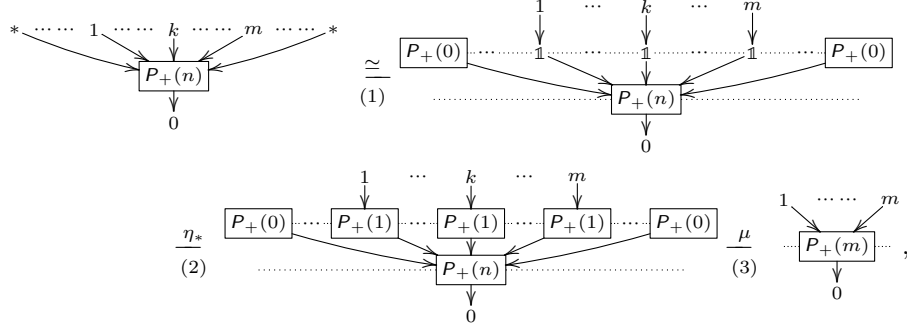 1 ⋯ k ⋯ m
* ⋯⋯ 1 ⋯⋯ k ⋯⋯ m ⋯⋯ *
P₊(0) ⋯ 𝟙 𝟙 𝟙 ⋯ P₊(0)
P₊(n) ≃ P₊(n)
(1)
0 0
1 ⋯ k ⋯ m
1 ⋯⋯ m
P₊(0) ⋯ P₊(1) P₊(1) P₊(1) ⋯ P₊(0)
η* μ P₊(m) ,
(2) P₊(n) (3)
0 0